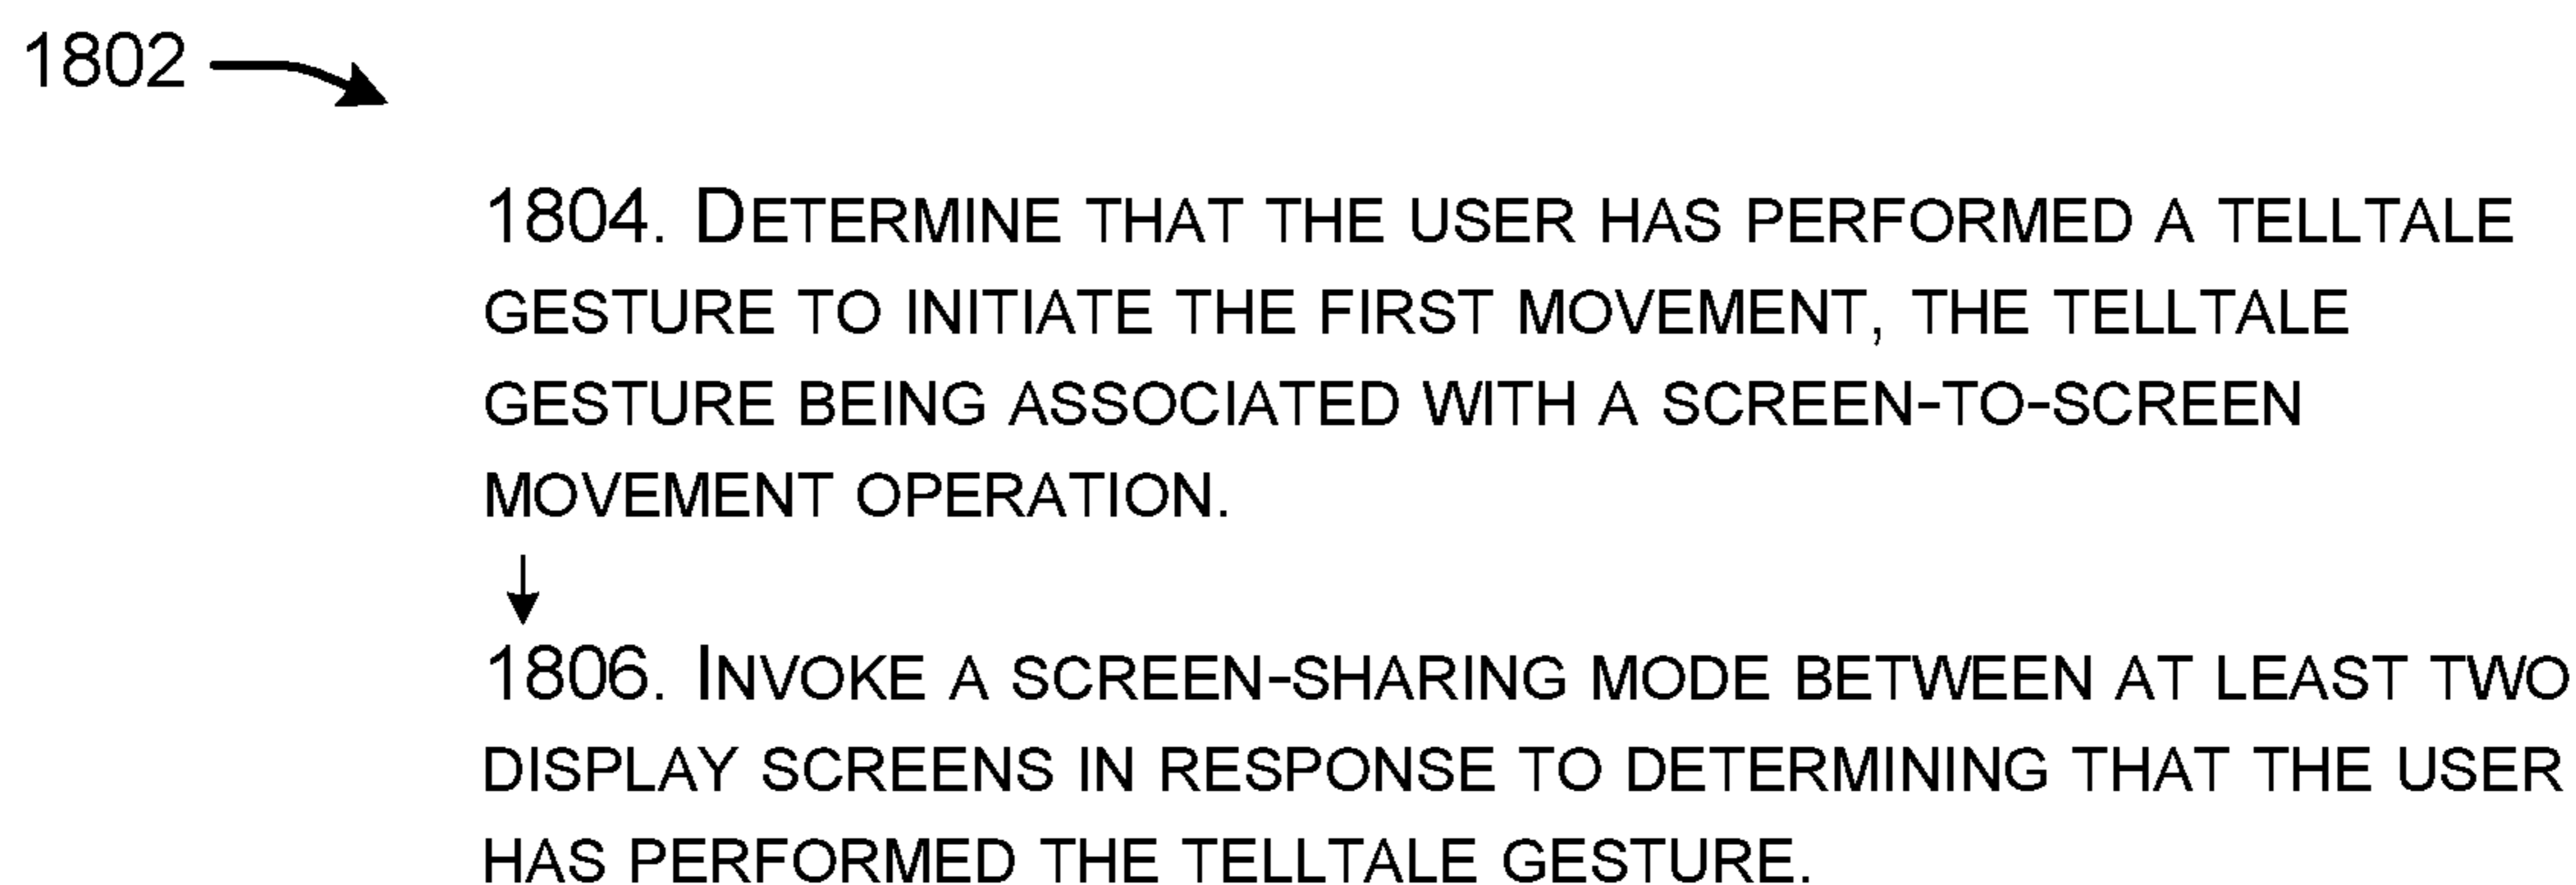 1802
1804. DETERMINE THAT THE USER HAS PERFORMED A TELLTALE
GESTURE TO INITIATE THE FIRST MOVEMENT, THE TELLTALE
GESTURE BEING ASSOCIATED WITH A SCREEN-TO-SCREEN
MOVEMENT OPERATION.
1806. INVOKE A SCREEN-SHARING MODE BETWEEN AT LEAST TWO
DISPLAY SCREENS IN RESPONSE TO DETERMINING THAT THE USER
HAS PERFORMED THE TELLTALE GESTURE.